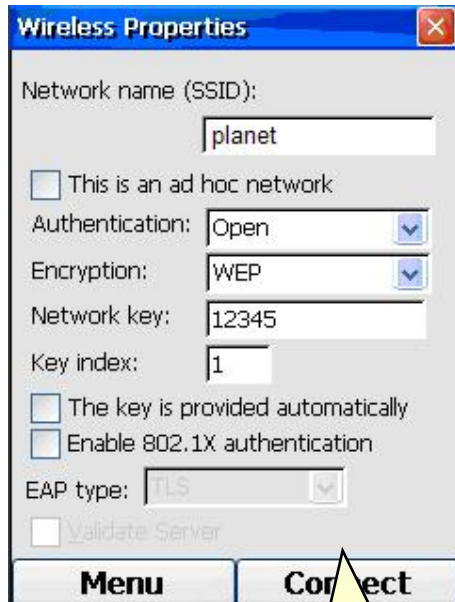 Wireless Properties
Network name (SSID):
planet
This is an ad hoc network
Authentication: Open
Encryption: WEP
Network key: 12345
Key index: 1
The key is provided automatically
Enable 802.1X authentication
EAP type: TLS
Validate Server
Menu Connect